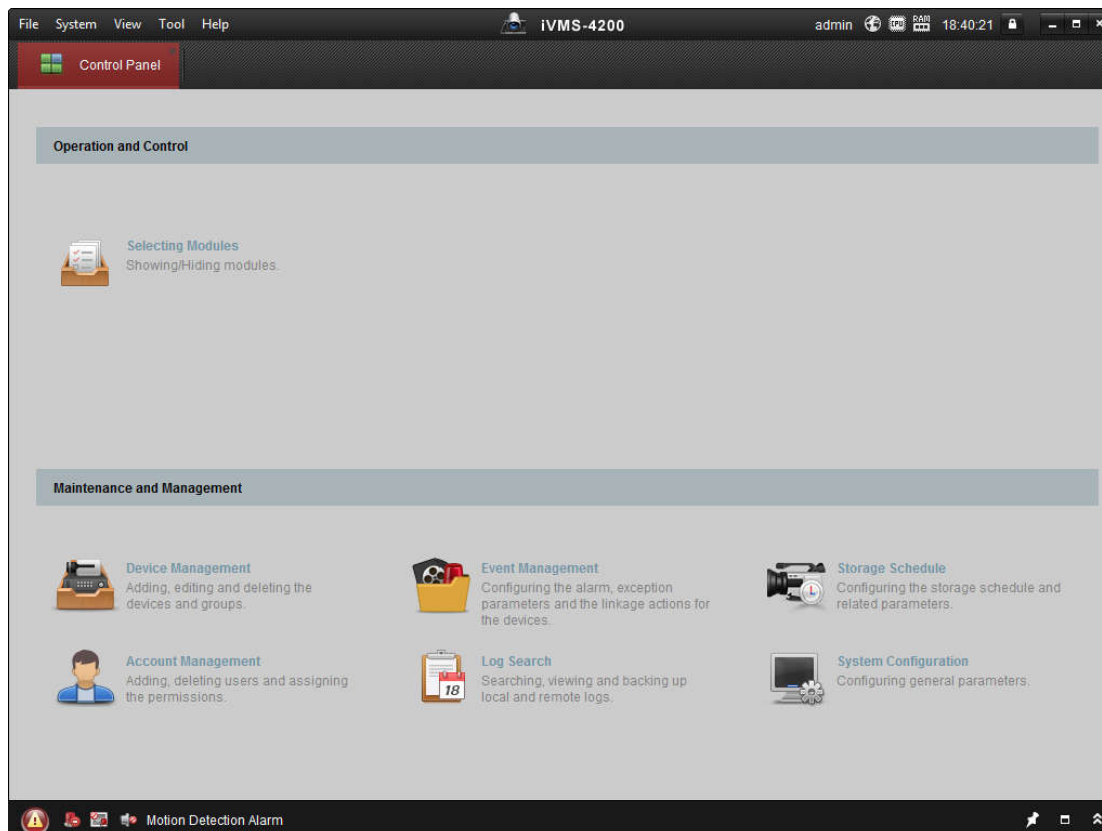 File System View Tool Help iVMS-4200 admin CPU RAM 18:40:21
Control Panel
Operation and Control
Selecting Modules
Showing/Hiding modules.
Maintenance and Management
Device Management
Adding, editing and deleting the
devices and groups.
Event Management
Configuring the alarm, exception
parameters and the linkage actions for
the devices.
Storage Schedule
Configuring the storage schedule and
related parameters.
Account Management
Adding, deleting users and assigning
the permissions.
18
Log Search
Searching, viewing and backing up
local and remote logs.
System Configuration
Configuring general parameters.
Motion Detection Alarm